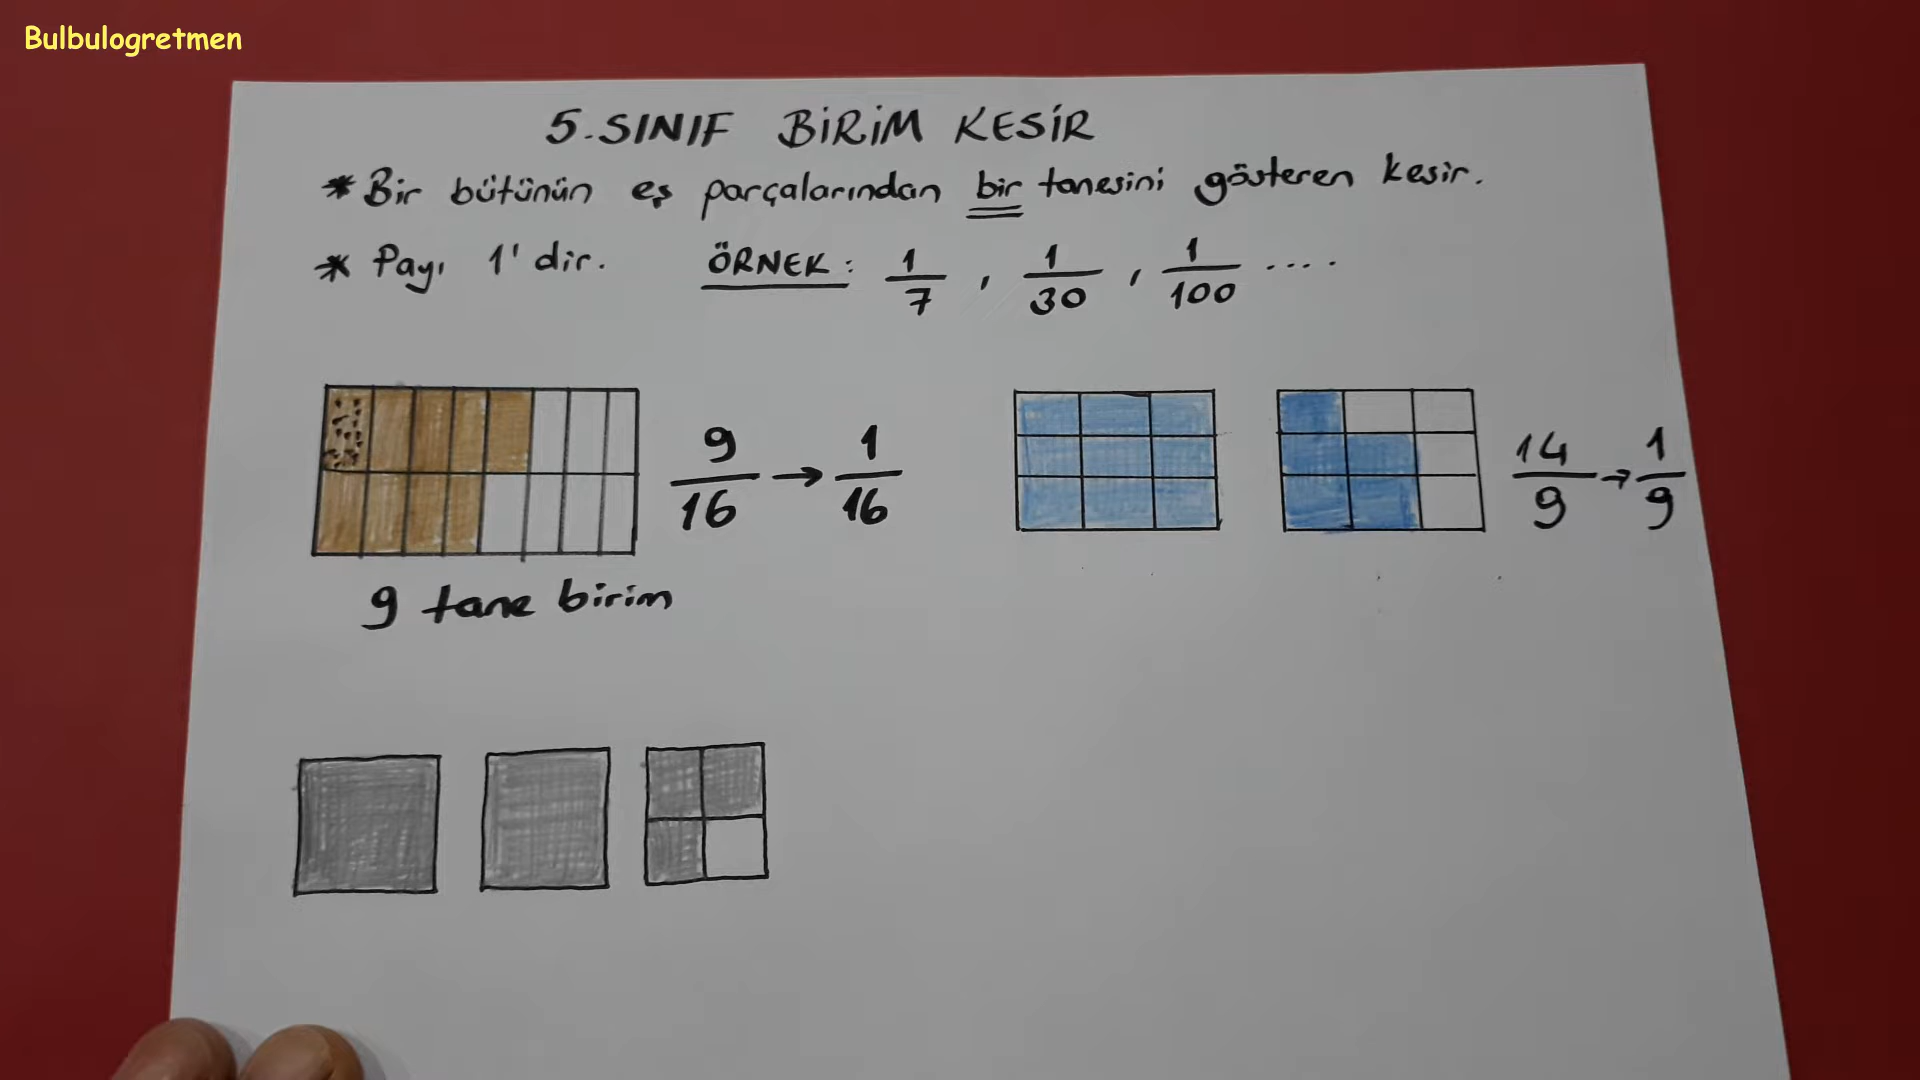 Bulbulogretmen
5.SINIF BİRİM KESİR
* Bir bütünün eş parçalarından bir tanesini gösteren kesir.
* Payı 1'dir. ÖRNEK: 1/7, 1/30, 1/100 ....
9/16 → 1/16
14/9 → 1/9
9 tane birim